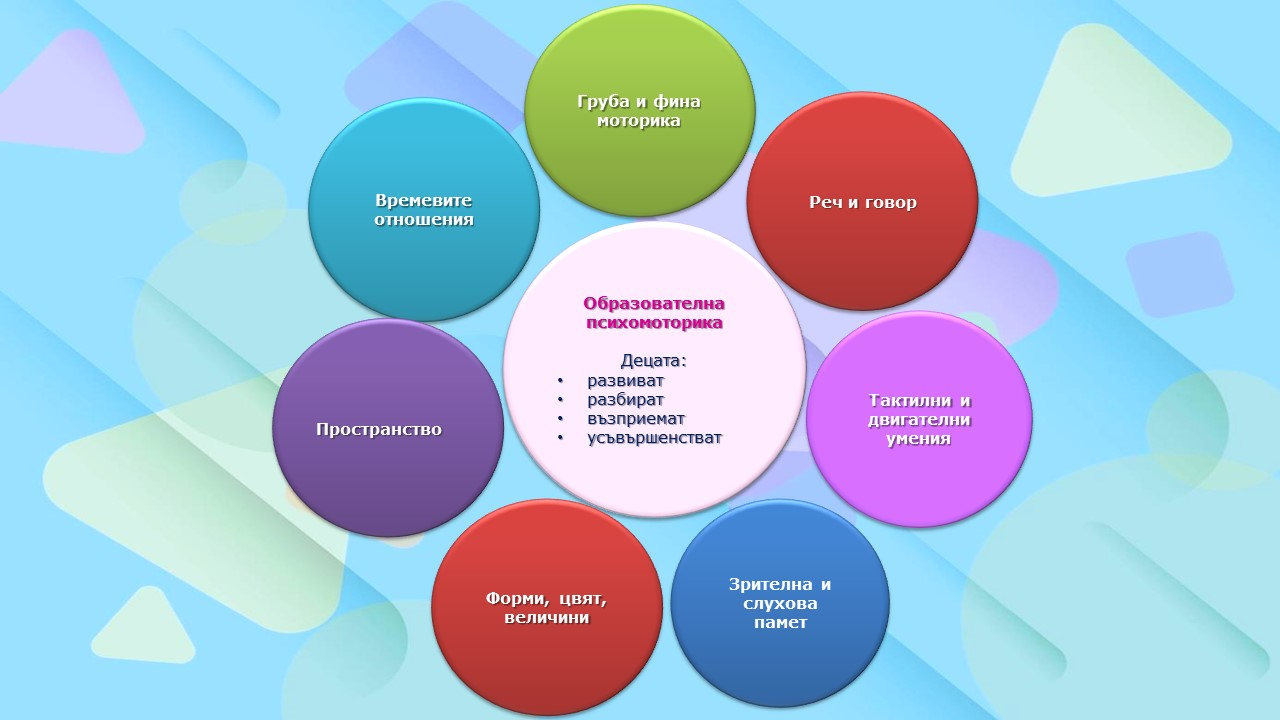 Груба и фина
моторика
Реч и говор
Тактилни и
двигателни
умения
Зрителна и
слухова
памет
Форми, цвят,
величини
Пространство
Времевите
отношения
Образователна
психомоторика
Децата:
• развиват
• разбират
• възприемат
• усъвършенстват